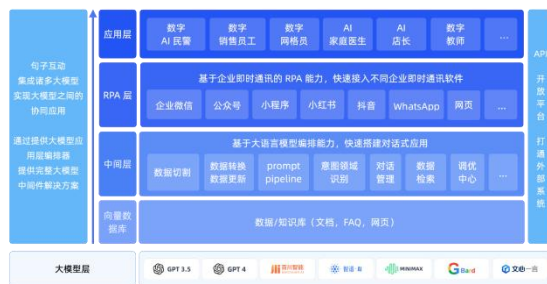 句子互动
集成诸多大模型
实现大模型之间的
协同应用
通过提供大模型应
用层编排器
提供完整大模型
中间件解决方案
应用层
数字
AI 民警
数字
销售员工
数字
网格员
AI
家庭医生
AI
店长
数字
教师
...
RPA 层
基于企业即时通讯的 RPA 能力，快速接入不同企业即时通讯软件
企业微信
公众号
小程序
小红书
抖音
WhatsApp
网页
...
中间层
基于大语言模型编排能力，快速搭建对话式应用
数据切割
数据转换
数据更新
prompt
pipeline
意图领域
识别
对话
管理
数据
检索
调优
中心
...
向量数
据库
数据/知识库（文档，FAQ，网页）
API
开
放
平
台
打
通
外
部
系
统
大模型层
GPT 3.5
GPT 4
百川智能
智谱·AI
MINIMAX
Bard
文心一言